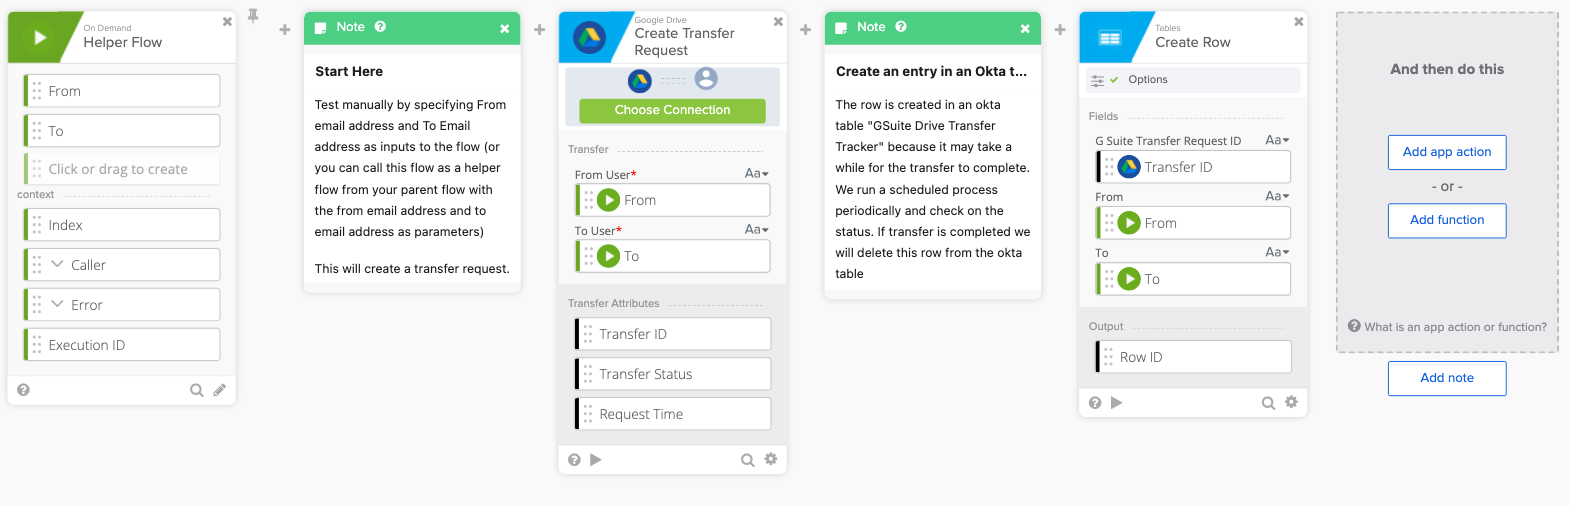 On Demand
Helper Flow
From
To
Click or drag to create
context
Index
Caller
Error
Execution ID
Note
Start Here
Test manually by specifying From
email address and To Email
address as inputs to the flow (or
you can call this flow as a helper
flow from your parent flow with
the from email address and to
email address as parameters)
This will create a transfer request.
Google Drive
Create Transfer
Request
Choose Connection
Transfer
From User*
Aa
From
To User*
Aa
To
Transfer Attributes
Transfer ID
Transfer Status
Request Time
Note
Create an entry in an Okta t...
The row is created in an okta
table "GSuite Drive Transfer
Tracker" because it may take a
while for the transfer to complete.
We run a scheduled process
periodically and check on the
status. If transfer is completed we
will delete this row from the okta
table
Tables
Create Row
Options
Fields
G Suite Transfer Request ID
Aa
Transfer ID
From
Aa
From
To
Aa
To
Output
Row ID
And then do this
Add app action
- or -
Add function
What is an app action or function?
Add note